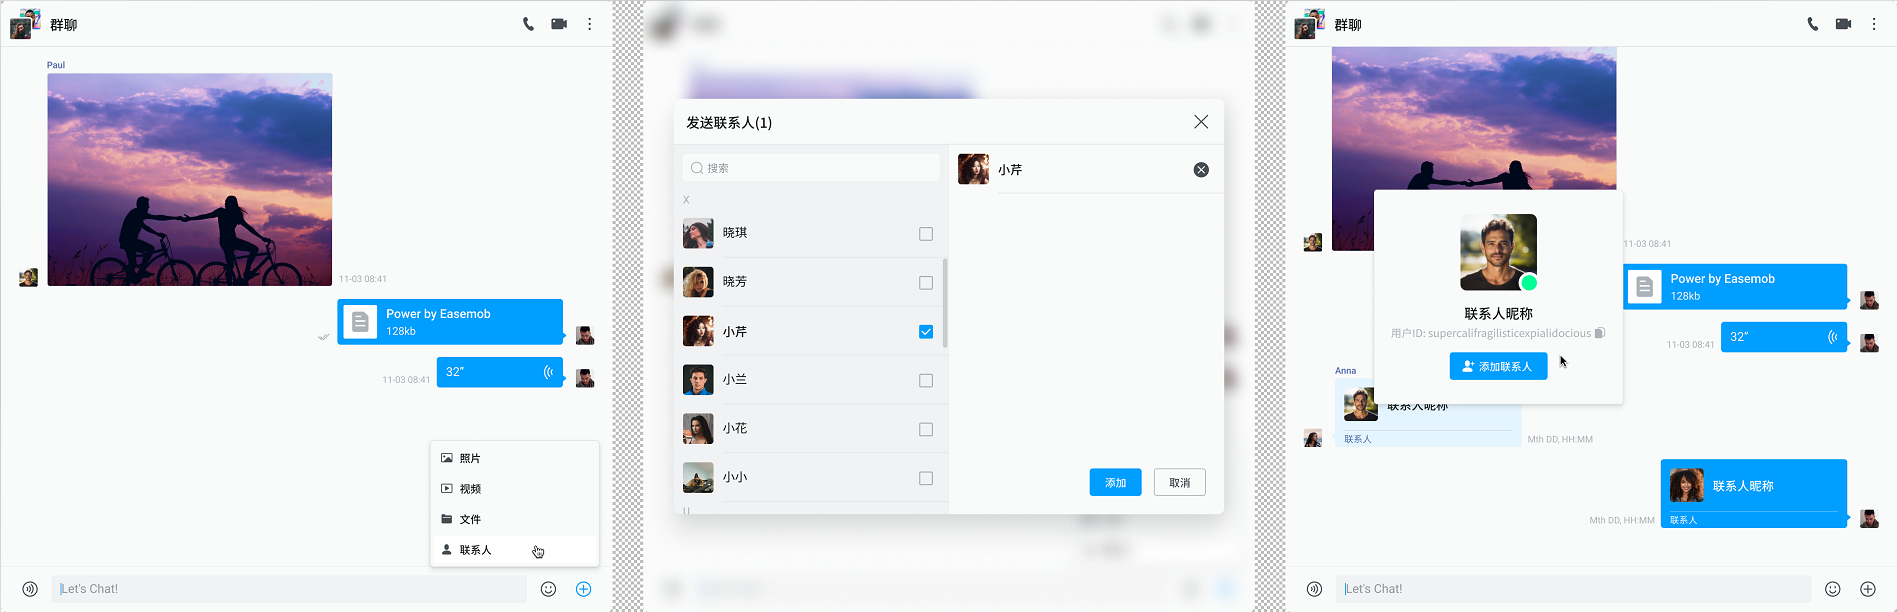 群聊
Paul
11-03 08:41
Power by Easemob
128kb
11-03 08:41
32”
照片
视频
文件
联系人
Let's Chat!
发送联系人(1)
搜索
X
晓琪
晓芳
小芹
小兰
小花
小小
U
小芹
添加
取消
群聊
11-03 08:41
Power by Easemob
128kb
11-03 08:41
32”
联系人昵称
用户ID: supercalifragilisticexpialidocious
添加联系人
Anna
联系人昵称
联系人
Mth DD, HH:MM
联系人昵称
Mth DD, HH:MM
联系人
Let's Chat!